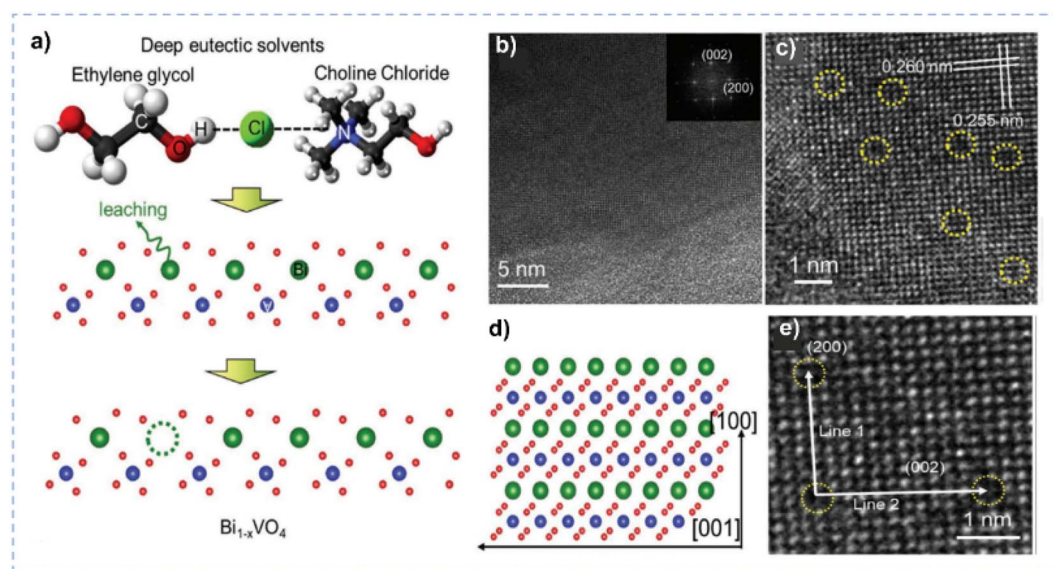 a)
Deep eutectic solvents
Ethylene glycol
Choline Chloride
C
O
H
Cl
N
leaching
Bi
V
Bi1-xVO4
b)
(002)
(200)
5 nm
c)
0.260 nm
0.255 nm
1 nm
d)
[100]
[001]
e)
(200)
Line 1
(002)
Line 2
1 nm